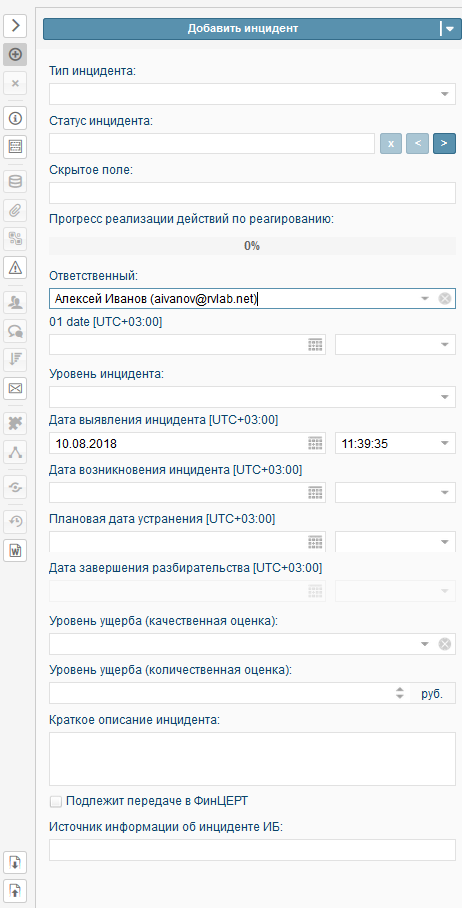 Добавить инцидент
Тип инцидента:
Статус инцидента:
x < >
Скрытое поле:
Прогресс реализации действий по реагированию:
0%
Ответственный:
Алексей Иванов (aivanov@rvlab.net)
01 date [UTC+03:00]
Уровень инцидента:
Дата выявления инцидента [UTC+03:00]
10.08.2018 11:39:35
Дата возникновения инцидента [UTC+03:00]
Плановая дата устранения [UTC+03:00]
Дата завершения разбирательства [UTC+03:00]
Уровень ущерба (качественная оценка):
Уровень ущерба (количественная оценка):
руб.
Краткое описание инцидента:
Подлежит передаче в ФинЦЕРТ
Источник информации об инциденте ИБ: